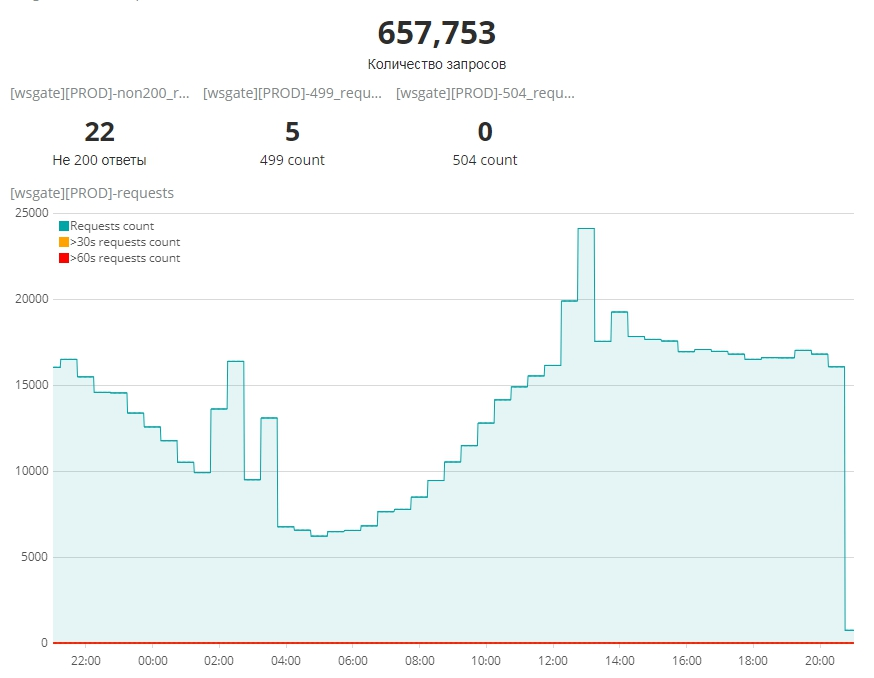 657,753
Количество запросов
[wsgate][PROD]-non200_r... [wsgate][PROD]-499_requ... [wsgate][PROD]-504_requ...
22 5 0
Не 200 ответы 499 count 504 count
[wsgate][PROD]-requests
25000
Requests count
>30s requests count
>60s requests count
20000
15000
10000
5000
0
22:00 00:00 02:00 04:00 06:00 08:00 10:00 12:00 14:00 16:00 18:00 20:00